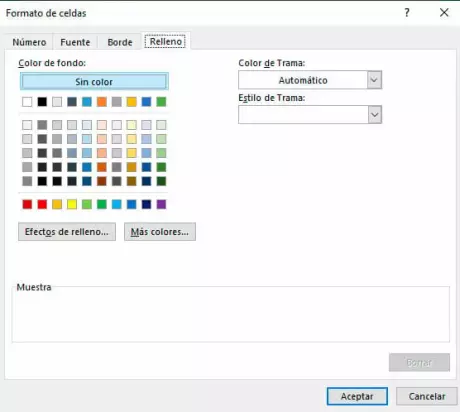 Formato de celdas
?
Número
Fuente
Borde
Relleno
Color de fondo:
Sin color
Color de Trama:
Automático
Estilo de Trama:
Efectos de relleno...
Más colores...
Muestra
Borrar
Aceptar
Cancelar